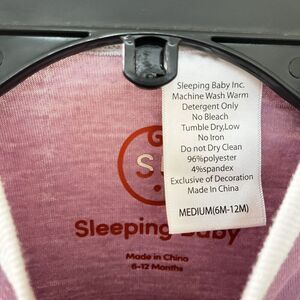 Sleeping Baby Inc.
Machine Wash Warm
Detergent Only
No Bleach
Tumble Dry,Low
No Iron
Do not Dry Clean
96%polyester
4%spandex
Exclusive of Decoration
Made In China
MEDIUM(6M-12M)
S
Sleeping Baby
Made in China
6-12 Months